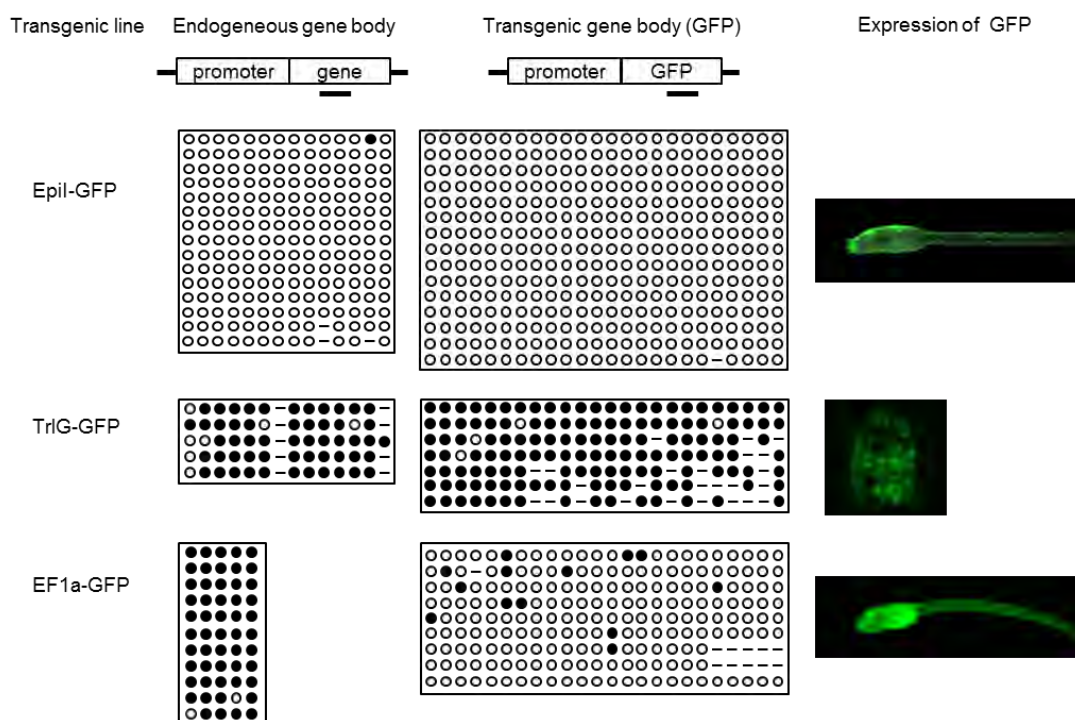 Transgenic line
Endogeneous gene body
Transgenic gene body (GFP)
Expression of GFP
promoter gene
promoter GFP
EpiI-GFP
TrIG-GFP
EF1a-GFP